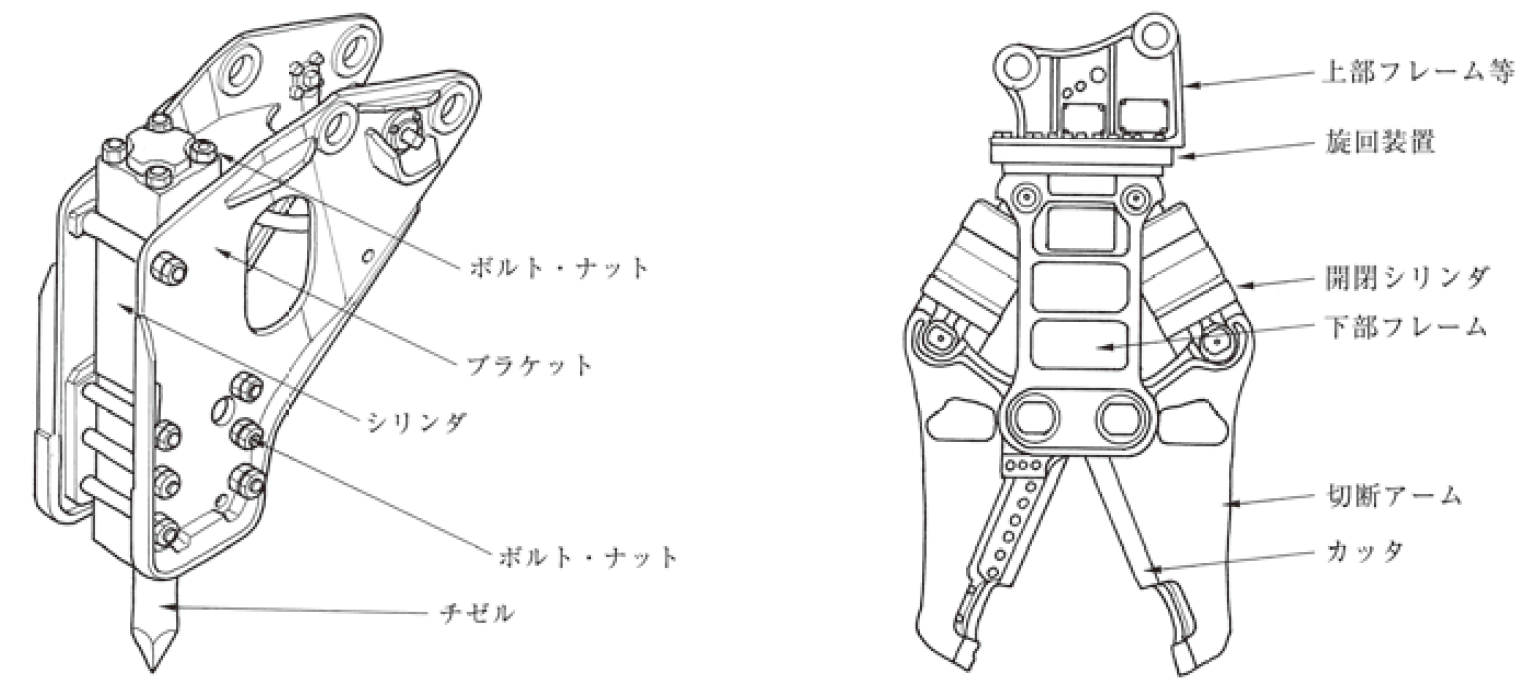 ボルト・ナット
ブラケット
シリンダ
ボルト・ナット
チゼル
上部フレーム等
旋回装置
開閉シリンダ
下部フレーム
切断アーム
カッタ